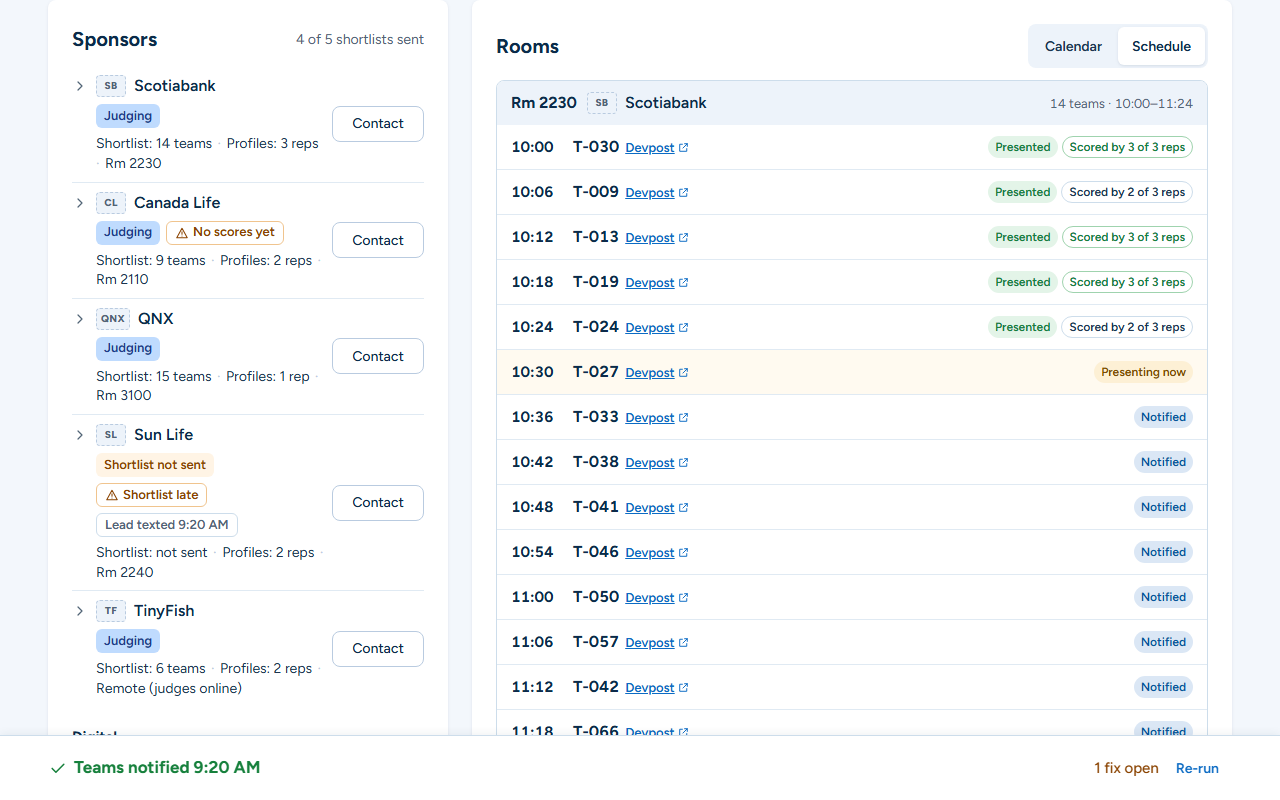 Sponsors
4 of 5 shortlists sent
SB Scotiabank
Judging
Contact
Shortlist: 14 teams · Profiles: 3 reps
· Rm 2230
CL Canada Life
Judging
No scores yet
Contact
Shortlist: 9 teams · Profiles: 2 reps ·
Rm 2110
QNX QNX
Judging
Contact
Shortlist: 15 teams · Profiles: 1 rep ·
Rm 3100
SL Sun Life
Shortlist not sent
Shortlist late
Lead texted 9:20 AM
Contact
Shortlist: not sent · Profiles: 2 reps ·
Rm 2240
TF TinyFish
Judging
Contact
Shortlist: 6 teams · Profiles: 2 reps ·
Remote (judges online)
Digital
Rooms
Calendar Schedule
Rm 2230 SB Scotiabank 14 teams · 10:00–11:24
10:00 T-030 Devpost Presented Scored by 3 of 3 reps
10:06 T-009 Devpost Presented Scored by 2 of 3 reps
10:12 T-013 Devpost Presented Scored by 3 of 3 reps
10:18 T-019 Devpost Presented Scored by 3 of 3 reps
10:24 T-024 Devpost Presented Scored by 2 of 3 reps
10:30 T-027 Devpost Presenting now
10:36 T-033 Devpost Notified
10:42 T-038 Devpost Notified
10:48 T-041 Devpost Notified
10:54 T-046 Devpost Notified
11:00 T-050 Devpost Notified
11:06 T-057 Devpost Notified
11:12 T-042 Devpost Notified
11:18 T-066 Devpost Notified
Teams notified 9:20 AM
1 fix open Re-run